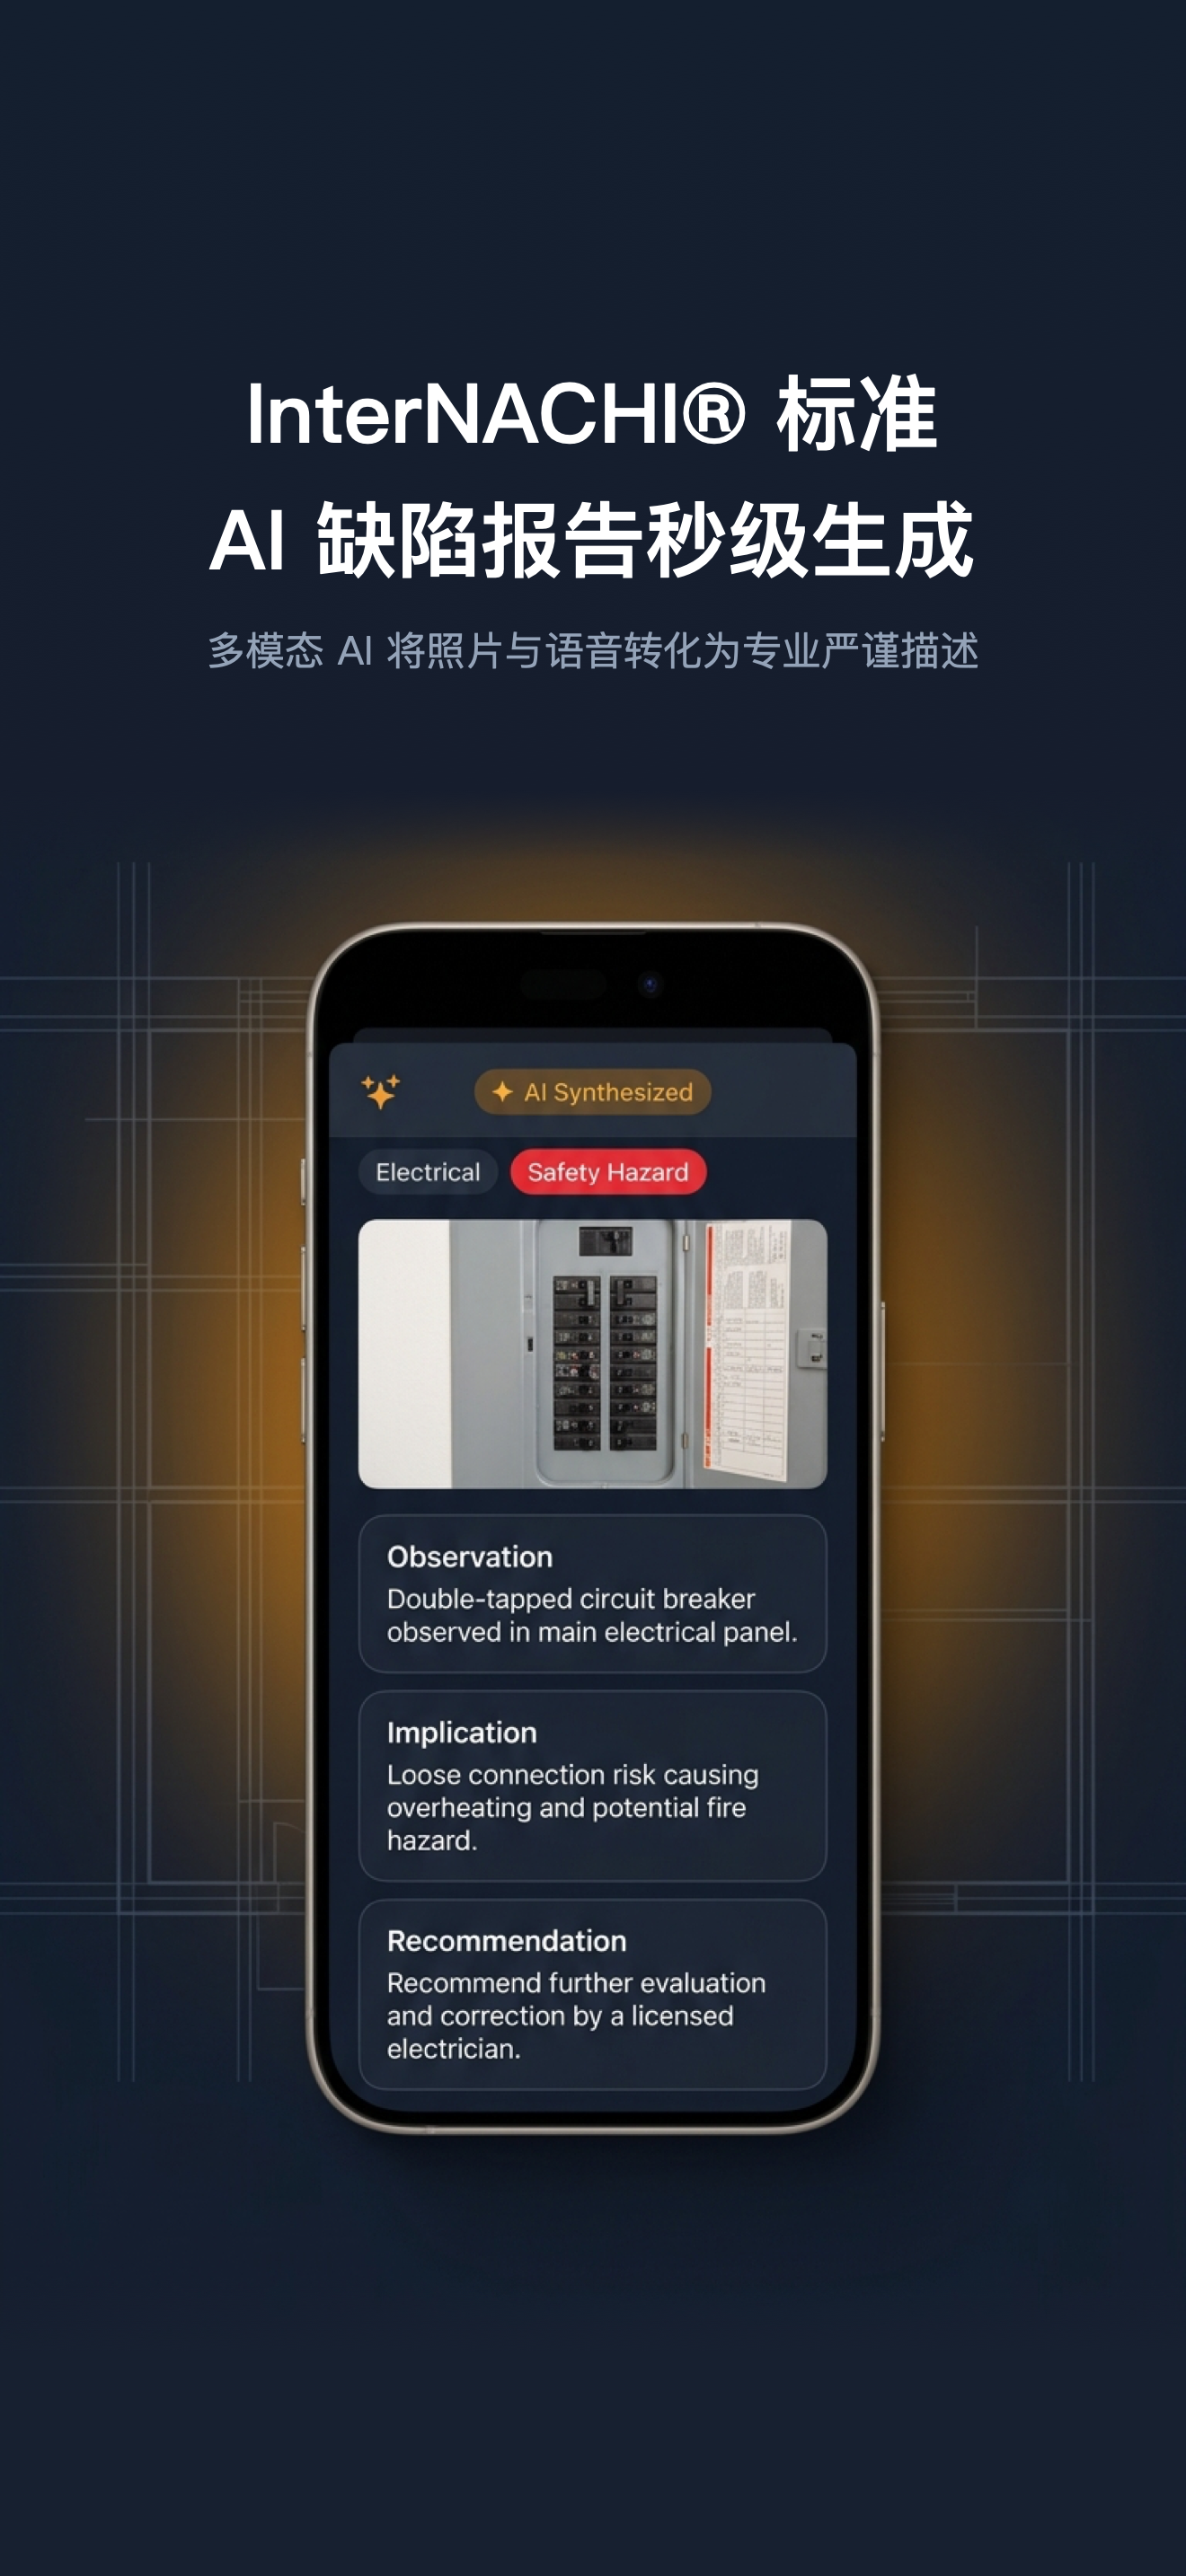 InterNACHI® 标准
AI 缺陷报告秒级生成
多模态 AI 将照片与语音转化为专业严谨描述
AI Synthesized
Electrical
Safety Hazard
Observation
Double-tapped circuit breaker
observed in main electrical panel.
Implication
Loose connection risk causing
overheating and potential fire
hazard.
Recommendation
Recommend further evaluation
and correction by a licensed
electrician.